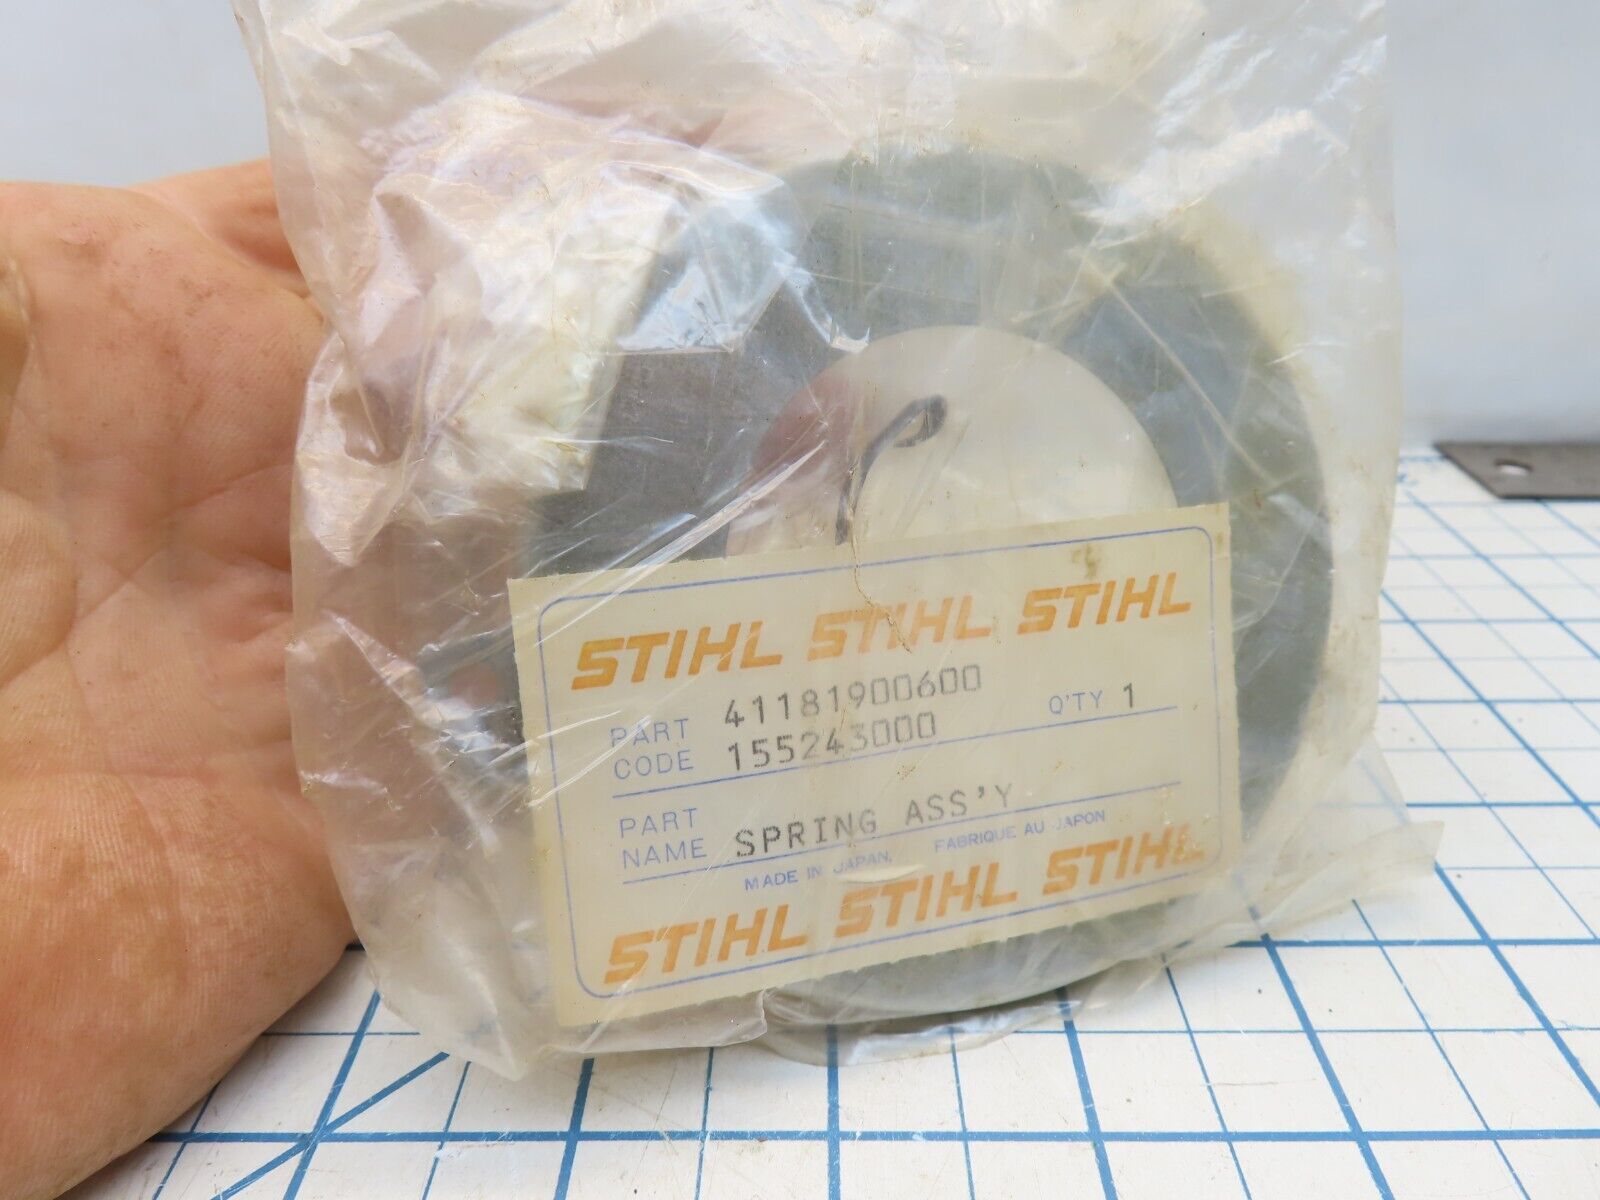 STIHL STIHL STIHL
PART 41181900600 Q'TY 1
CODE 155243000
PART
NAME SPRING ASS'Y
MADE IN JAPAN. FABRIQUE AU JAPON
STIHL STIHL STIHL